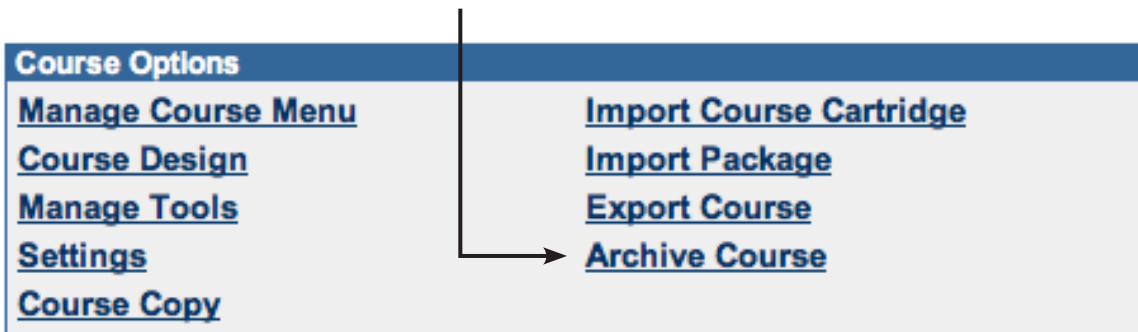 Course Options
Manage Course Menu
Course Design
Manage Tools
Settings
Course Copy
Import Course Cartridge
Import Package
Export Course
Archive Course